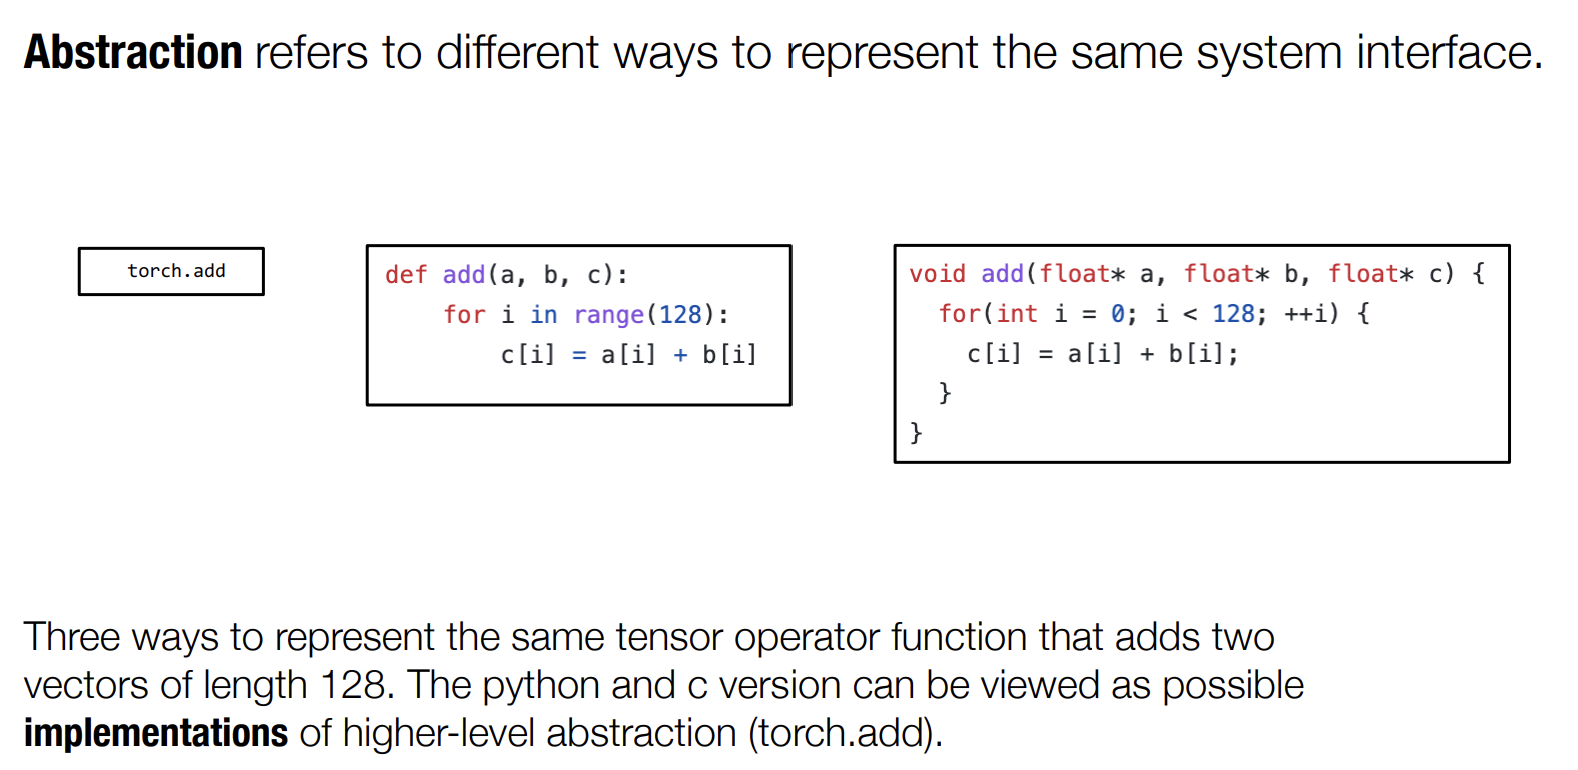 Abstraction refers to different ways to represent the same system interface.
torch.add
def add(a, b, c):
    for i in range(128):
        c[i] = a[i] + b[i]
void add(float* a, float* b, float* c) {
  for(int i = 0; i < 128; ++i) {
    c[i] = a[i] + b[i];
  }
}
Three ways to represent the same tensor operator function that adds two
vectors of length 128. The python and c version can be viewed as possible
implementations of higher-level abstraction (torch.add).